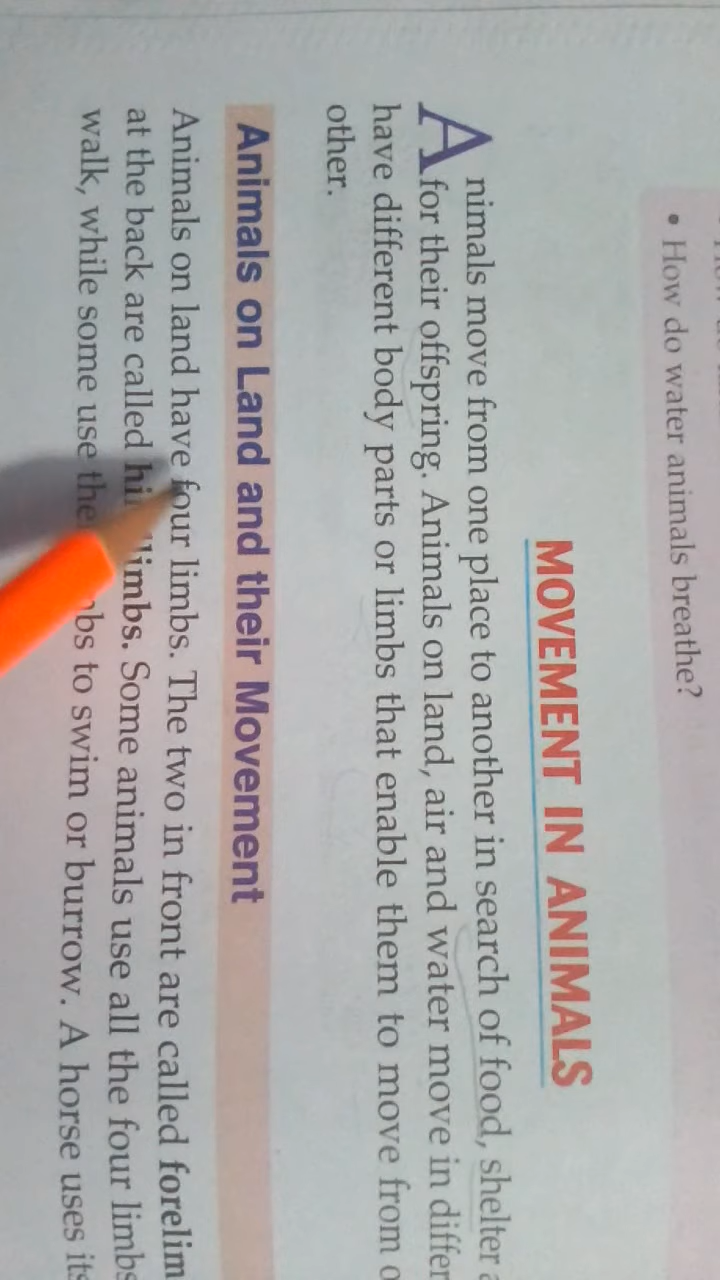 • How do water animals breathe?
MOVEMENT IN ANIMALS
Animals move from one place to another in search of food, shelter
for their offspring. Animals on land, air and water move in differ
have different body parts or limbs that enable them to move from o
other.
Animals on Land and their Movement
Animals on land have four limbs. The two in front are called forelim
at the back are called hi limbs. Some animals use all the four limbs
walk, while some use the mbs to swim or burrow. A horse uses its